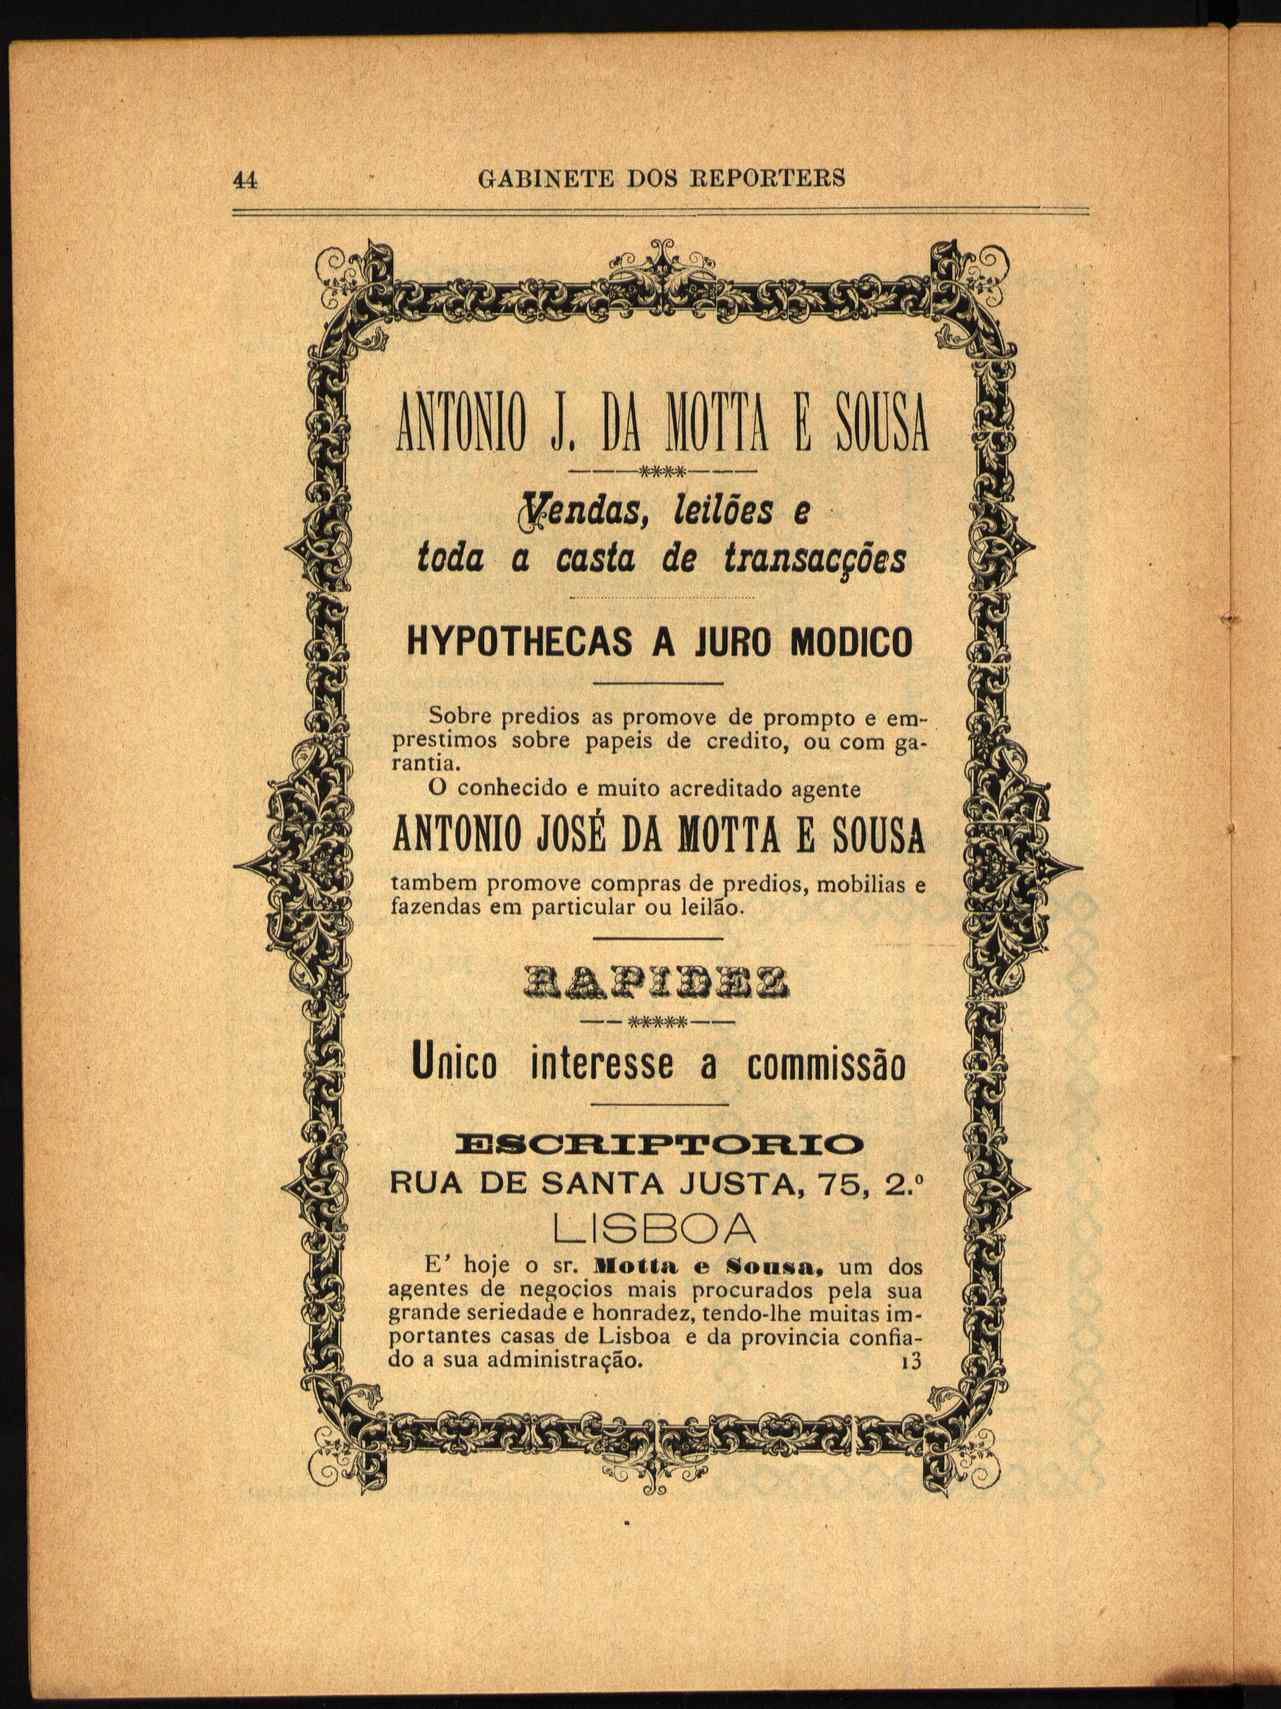 44
GABINETE DOS REPORTERS
ANTONIO J. DA MOTTA E SOUSA
Vendas, leilões e
toda a casta de transacções
HYPOTHECAS A JURO MODICO
Sobre predios as promove de prompto e em-
prestimos sobre papeis de credito, ou com ga-
rantia.
O conhecido e muito acreditado agente
ANTONIO JOSÉ DA MOTTA E SOUSA
tambem promove compras de predios, mobilias e
fazendas em particular ou leilão.
RAPIDEZ
Unico interesse a commissão
ESCRIPTORIO
RUA DE SANTA JUSTA, 75, 2.º
LISBOA
E' hoje o sr. Motta e Sousa, um dos
agentes de negocios mais procurados pela sua
grande seriedade e honradez, tendo-lhe muitas im-
portantes casas de Lisboa e da provincia confia-
do a sua administração. 13